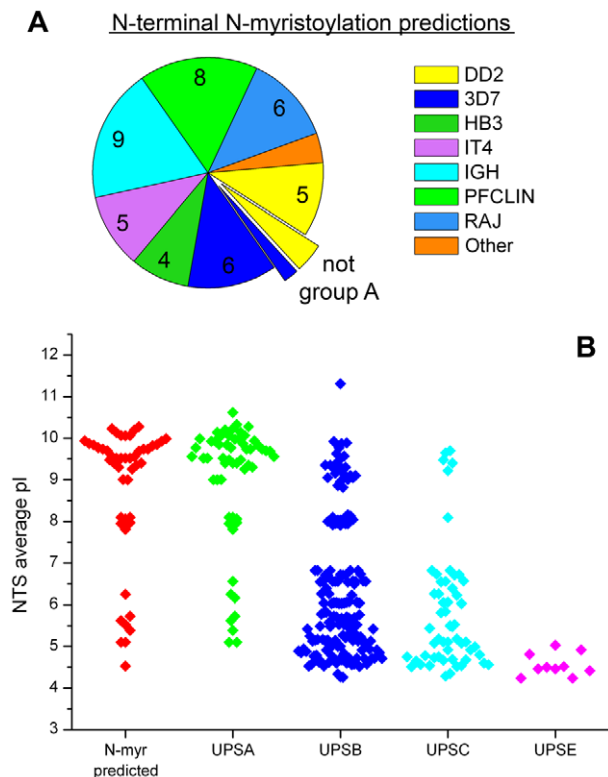 A
N-terminal N-myristoylation predictions
8
6
9
5
5
4
6
not
group A
DD2
3D7
HB3
IT4
IGH
PFCLIN
RAJ
Other
B
NTS average pI
12
11
10
9
8
7
6
5
4
3
N-myr
predicted
UPSA
UPSB
UPSC
UPSE